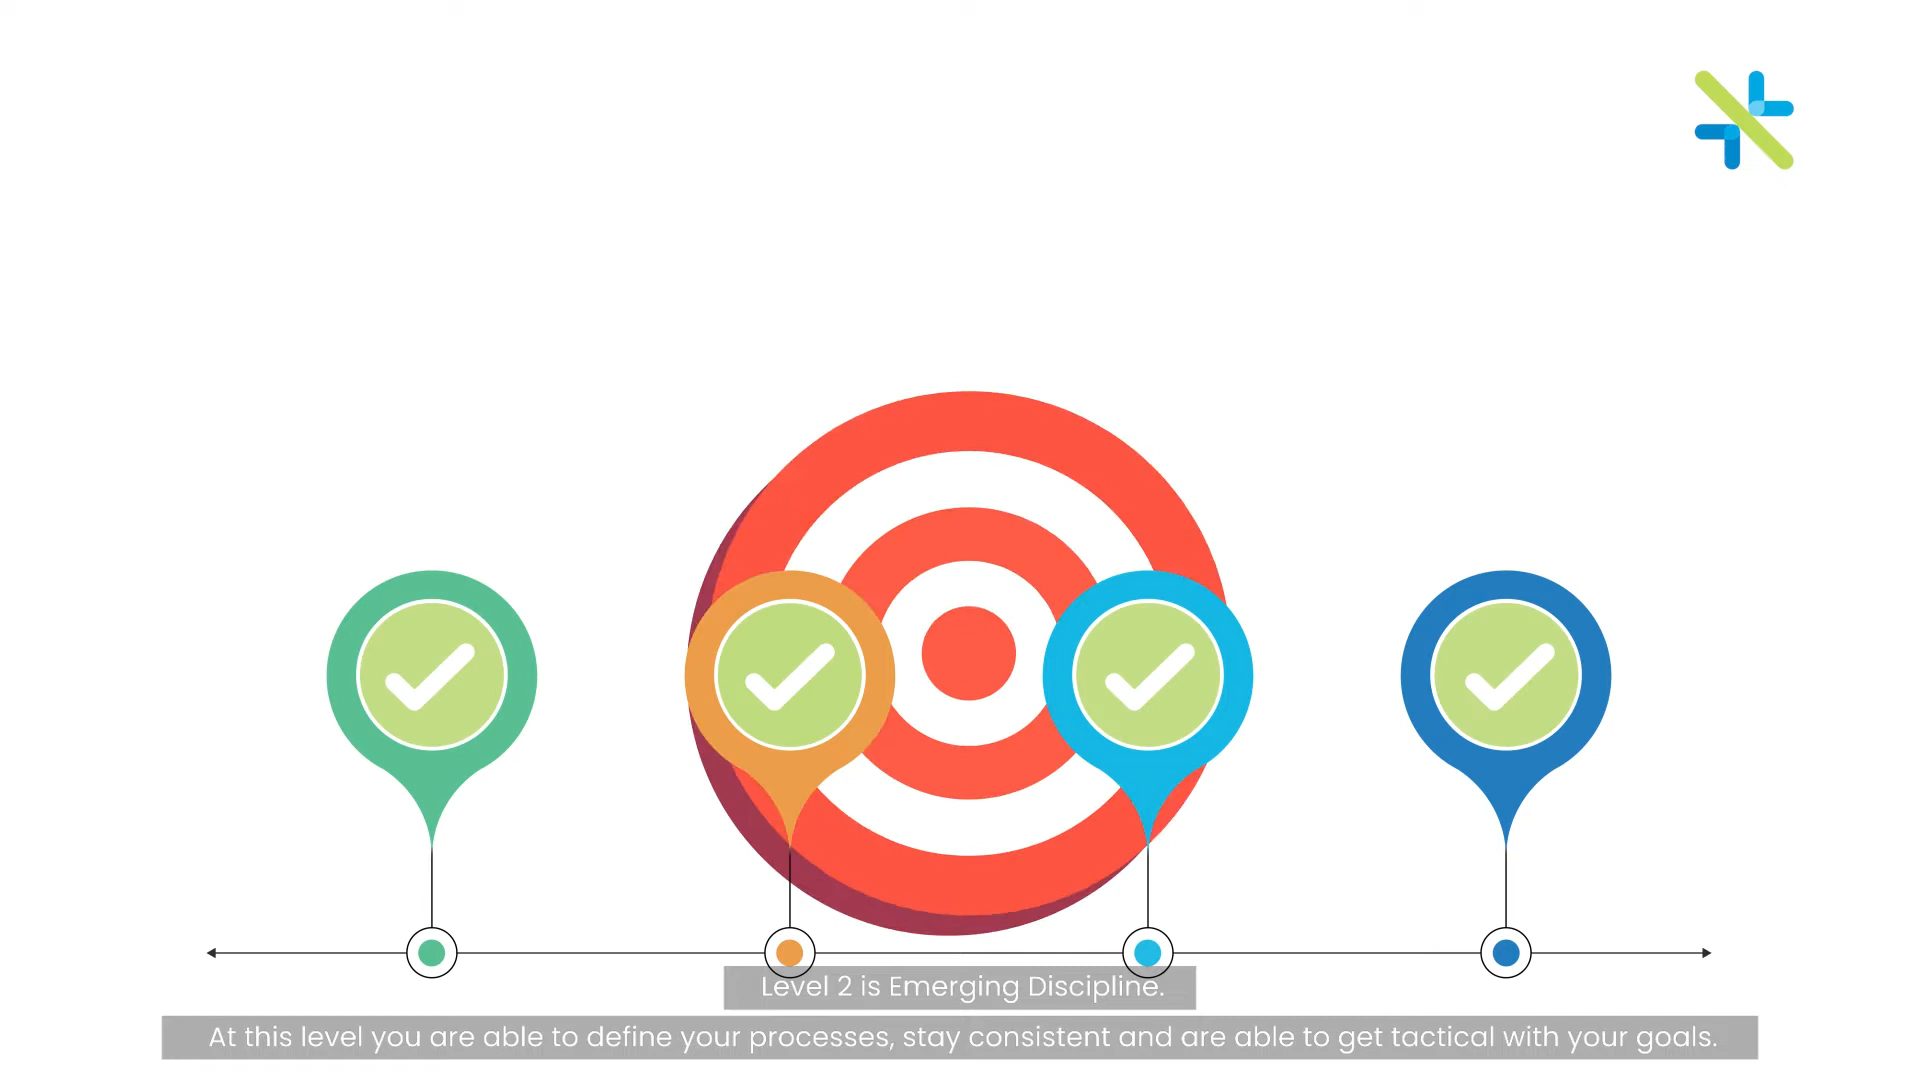 Level 2 is Emerging Discipline.
At this level you are able to define your processes, stay consistent and are able to get tactical with your goals.